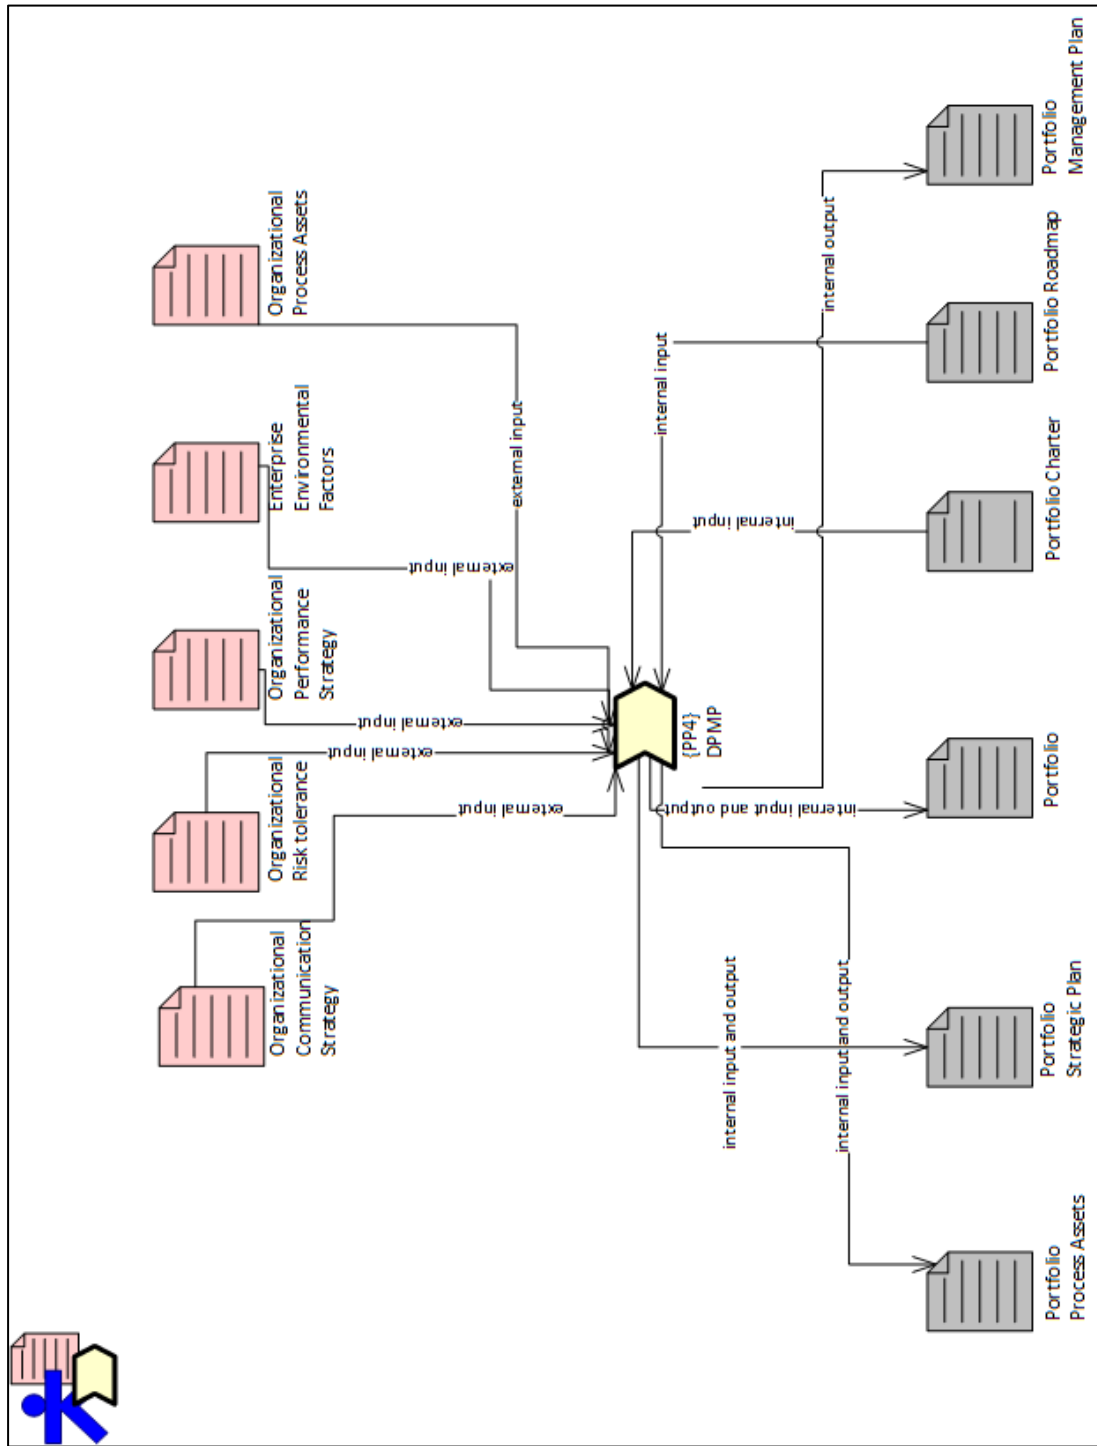 Organizational
Communication
Strategy
Organizational
Risk tolerance
Organizational
Performance
Strategy
Enterprise
Environmental
Factors
Organizational
Process Assets
external input
external input
external input
external input
external input
{PP4}
DPMP
internal input
internal input
internal output
internal input and output
internal input and output
internal input and output
Portfolio
Process Assets
Portfolio
Strategic Plan
Portfolio
Portfolio Charter
Portfolio Roadmap
Portfolio
Management Plan